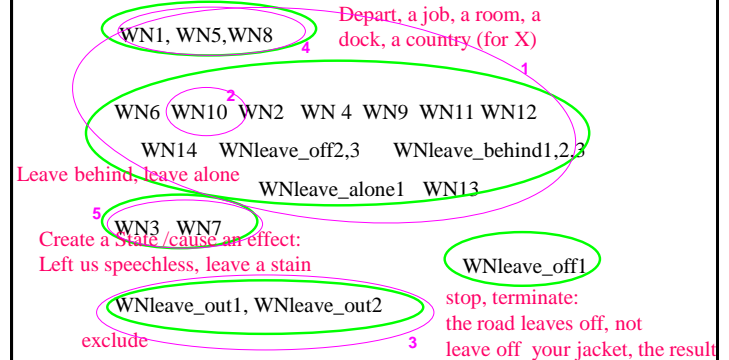 Depart, a job, a room, a
WN1, WN5,WN8
dock, a country (for X)
4
1
2
WN6 WN10 WN2 WN 4 WN9 WN11 WN12
WN14 WNleave_off2,3 WNleave_behind1,2,3
Leave behind, leave alone
WNleave_alone1 WN13
5
WN3 WN7
Create a State /cause an effect:
Left us speechless, leave a stain
WNleave_off1
WNleave_out1, WNleave_out2
stop, terminate:
the road leaves off, not
exclude
3
leave off your jacket, the result